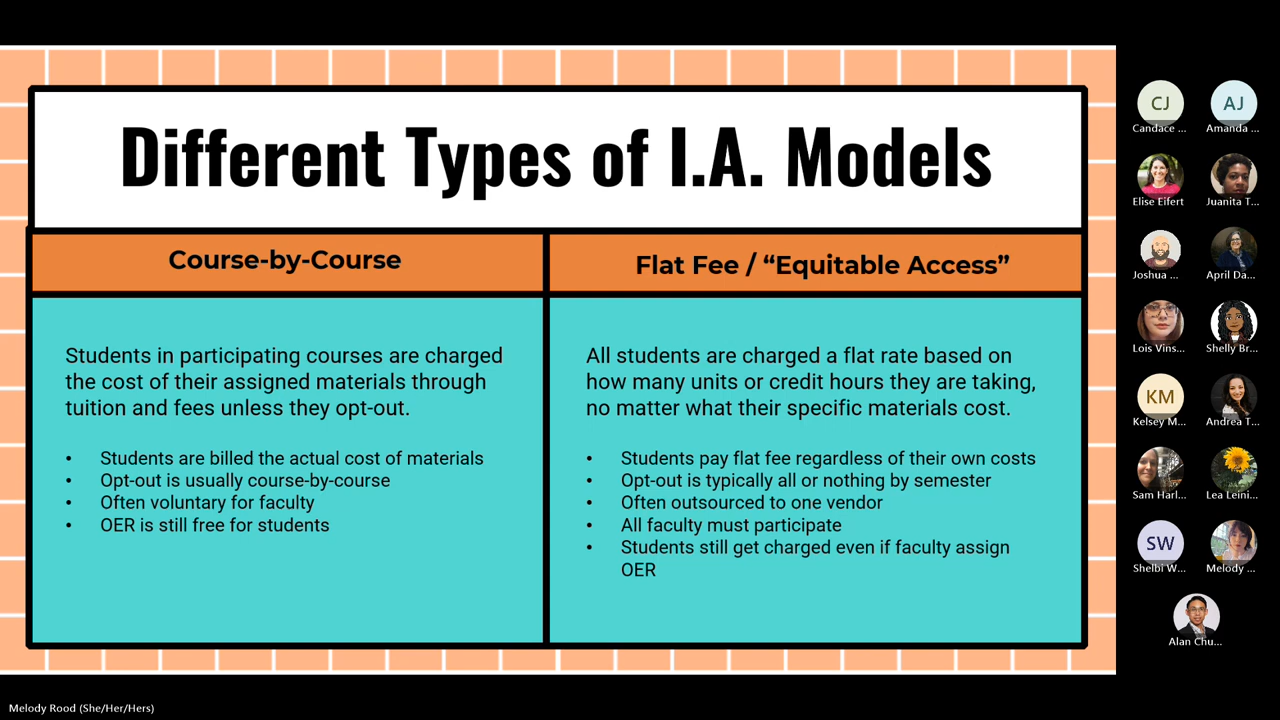 Different Types of I.A. Models
Course-by-Course
Students in participating courses are charged
the cost of their assigned materials through
tuition and fees unless they opt-out.
• Students are billed the actual cost of materials
• Opt-out is usually course-by-course
• Often voluntary for faculty
• OER is still free for students
Flat Fee / “Equitable Access”
All students are charged a flat rate based on
how many units or credit hours they are taking,
no matter what their specific materials cost.
• Students pay flat fee regardless of their own costs
• Opt-out is typically all or nothing by semester
• Often outsourced to one vendor
• All faculty must participate
• Students still get charged even if faculty assign
OER
CJ
Candace ...
AJ
Amanda ...
Elise Eifert
Juanita T...
Joshua ...
April Da...
Lois Vins...
Shelly Br...
KM
Kelsey M...
Andrea T...
Sam Harl...
Lea Leini...
SW
Shelbi W...
Melody ...
Alan Chu...
Melody Rood (She/Her/Hers)